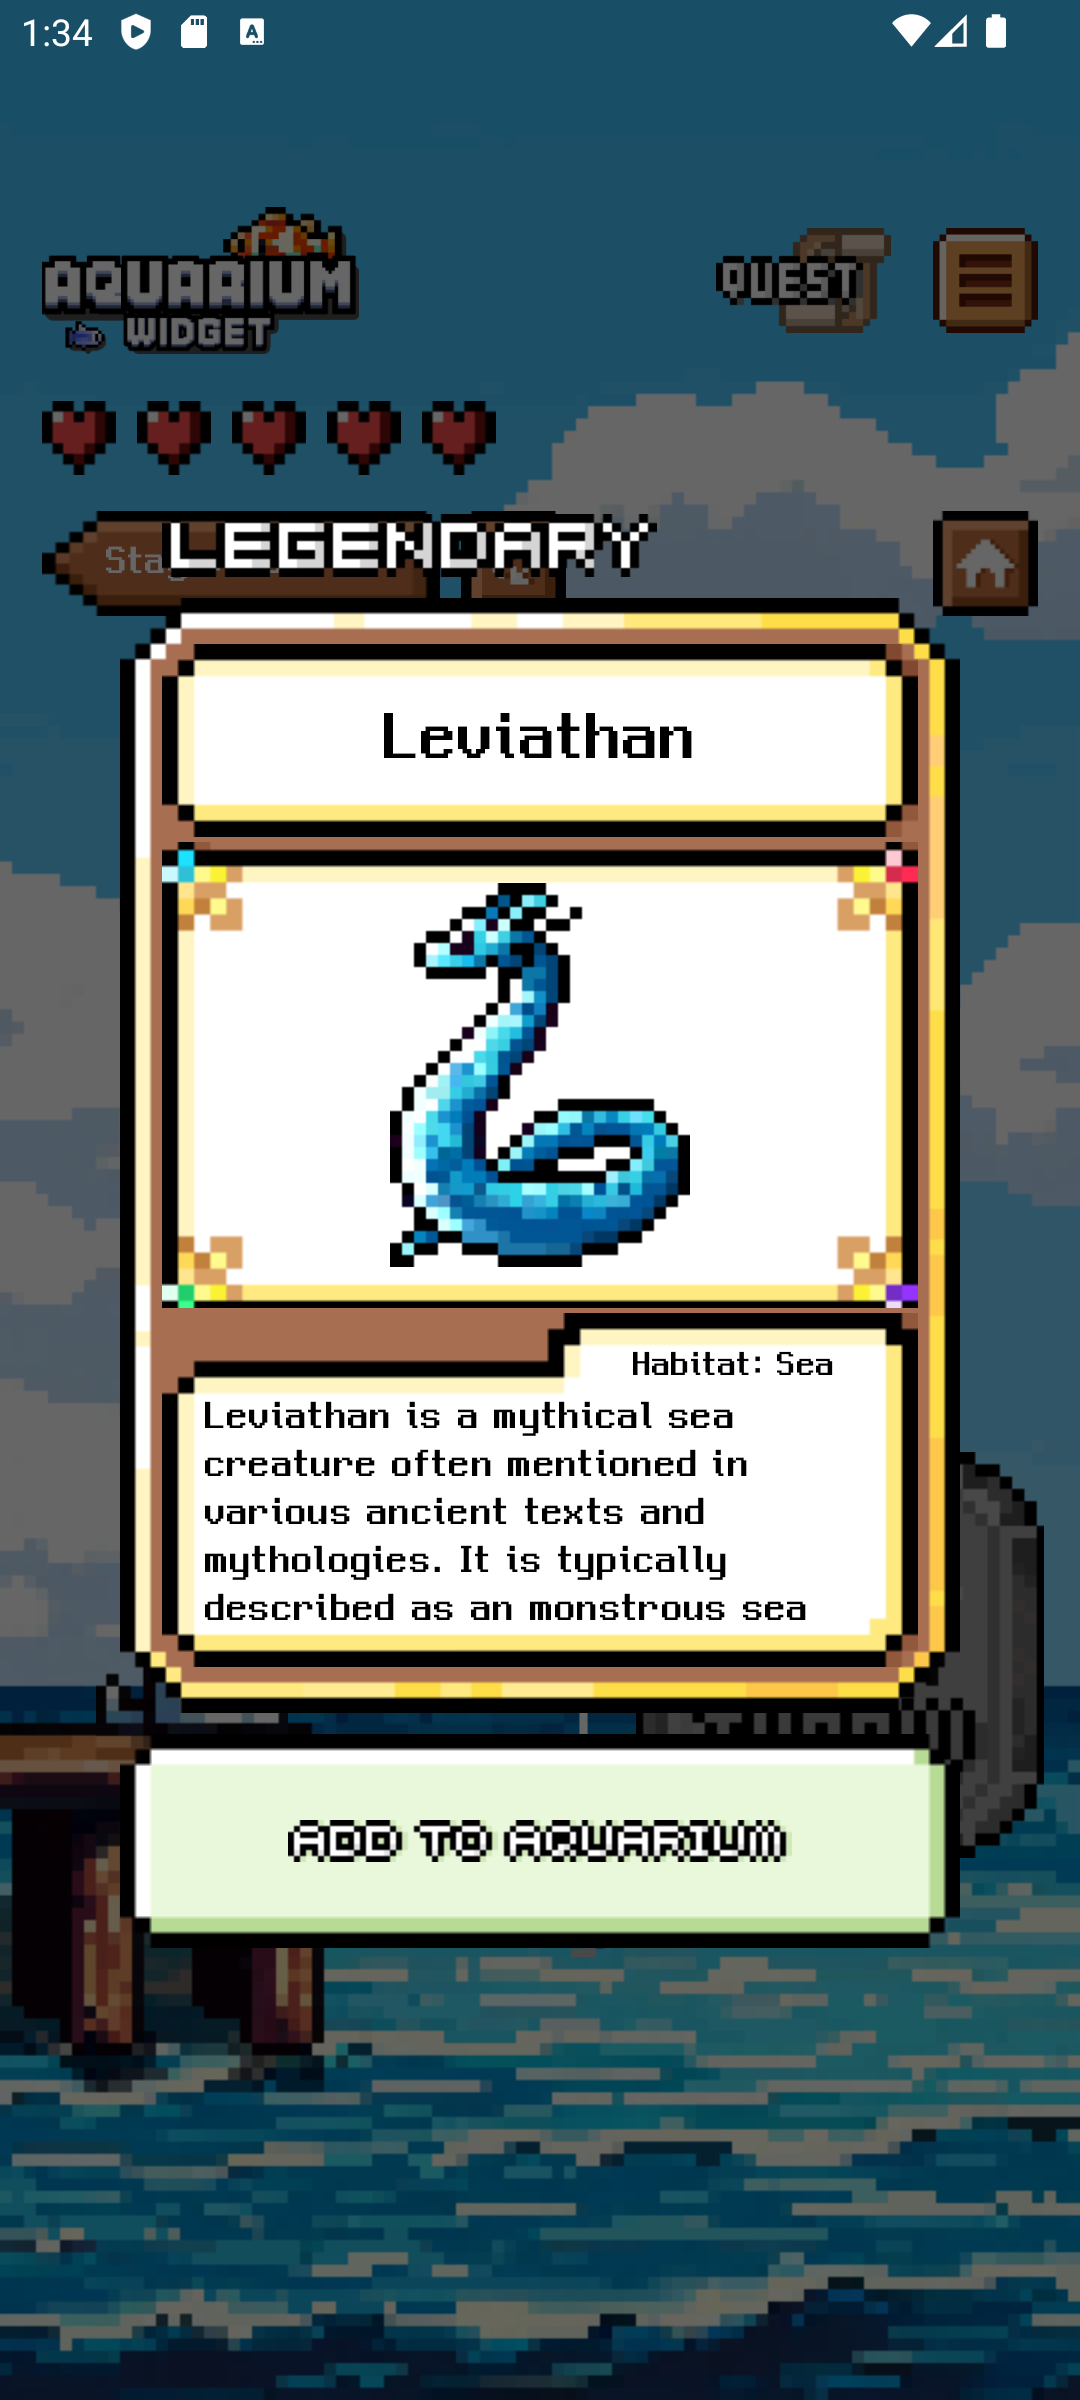 1:34
AQUARIUM
WIDGET
QUEST
LEGENDARY
Leviathan
Habitat: Sea
Leviathan is a mythical sea
creature often mentioned in
various ancient texts and
mythologies. It is typically
described as an monstrous sea
ADD TO AQUARIUM